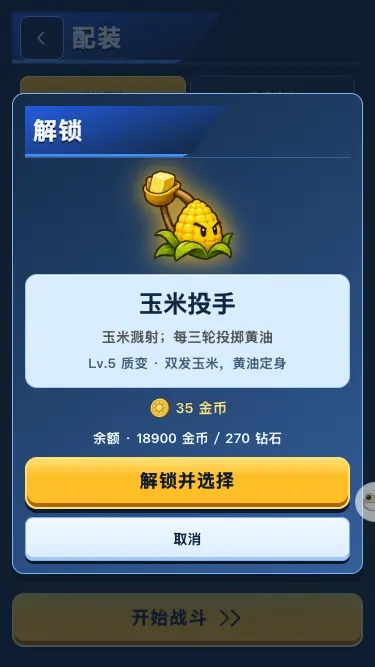 配装
解锁
玉米投手
玉米溅射；每三轮投掷黄油
Lv.5 质变 · 双发玉米，黄油定身
35 金币
余额 · 18900 金币 / 270 钻石
解锁并选择
取消
开始战斗